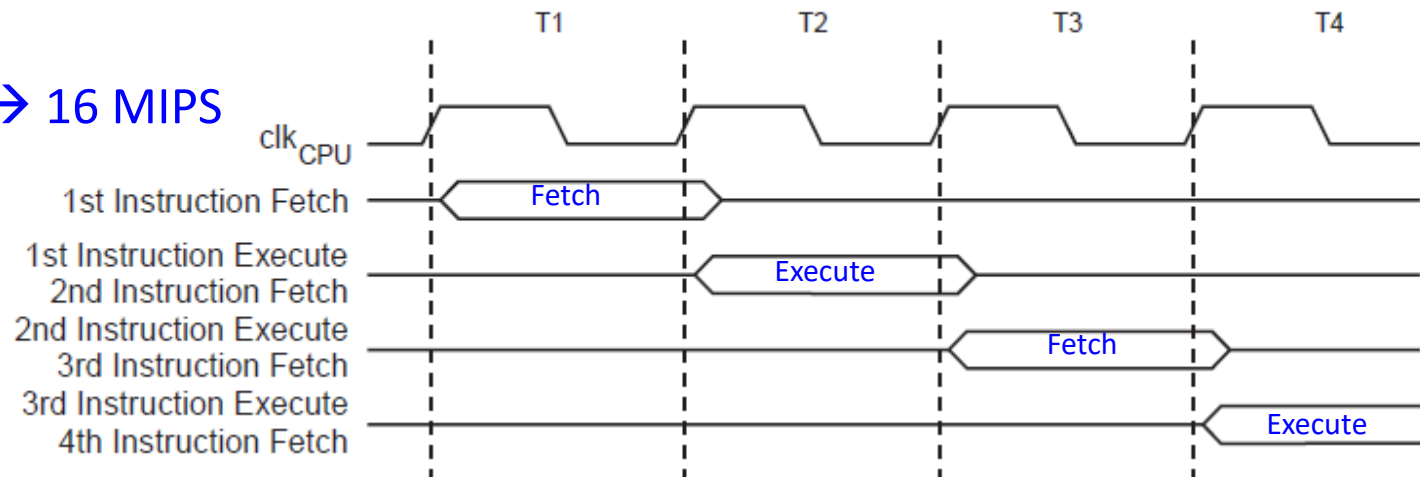 T1 T2 T3 T4
→ 16 MIPS
clkCPU
1st Instruction Fetch Fetch
1st Instruction Execute
2nd Instruction Fetch Execute
2nd Instruction Execute
3rd Instruction Fetch Fetch
3rd Instruction Execute
4th Instruction Fetch Execute